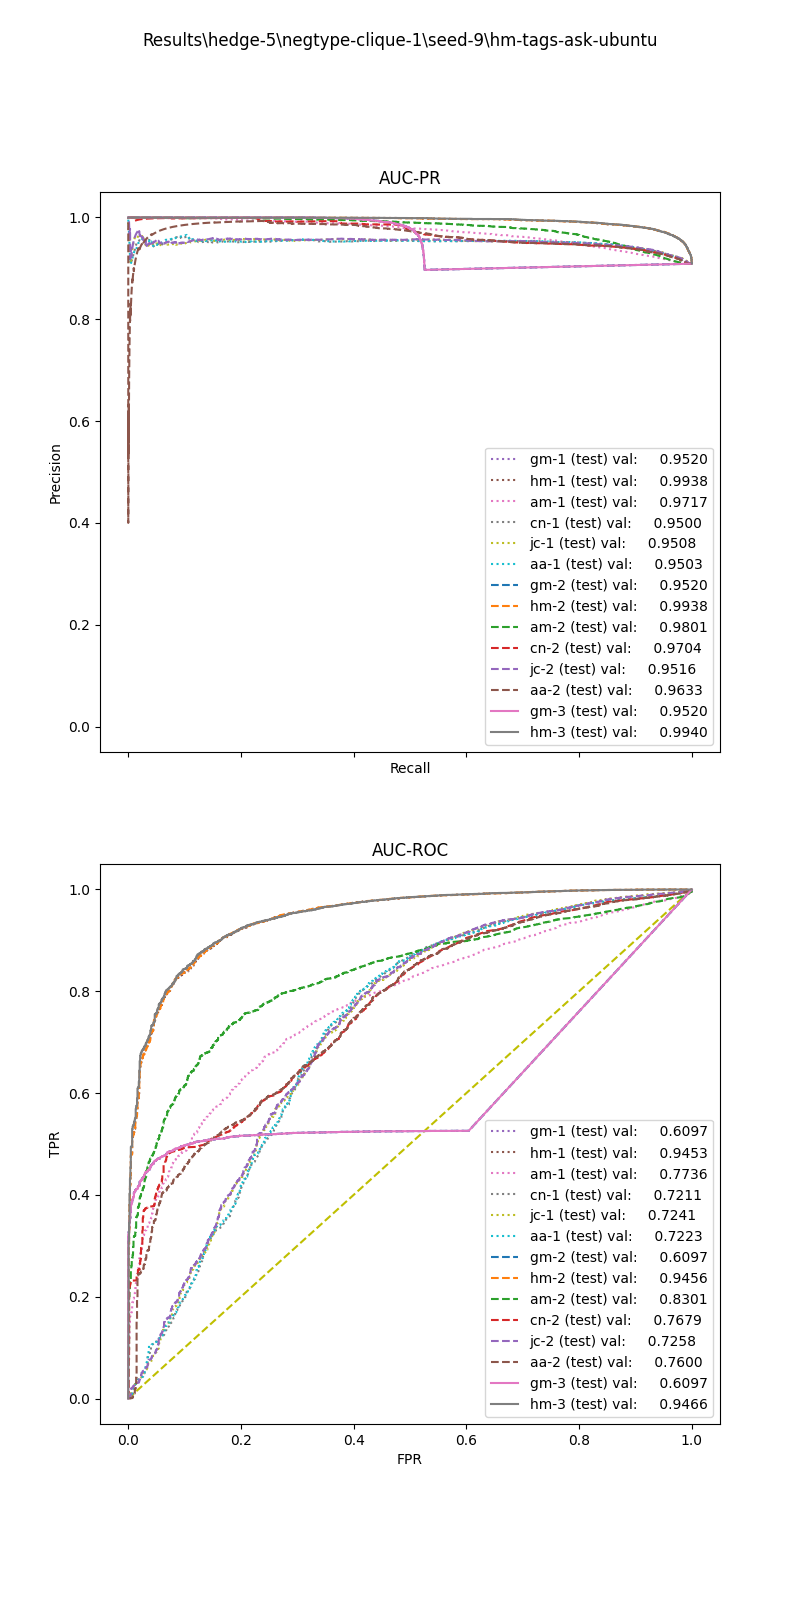 Results\hedge-5\negtype-clique-1\seed-9\hm-tags-ask-ubuntu
AUC-PR
1.0
0.8
0.6
0.4
0.2
0.0
Precision
gm-1 (test) val: 0.9520
hm-1 (test) val: 0.9938
am-1 (test) val: 0.9717
cn-1 (test) val: 0.9500
jc-1 (test) val: 0.9508
aa-1 (test) val: 0.9503
gm-2 (test) val: 0.9520
hm-2 (test) val: 0.9938
am-2 (test) val: 0.9801
cn-2 (test) val: 0.9704
jc-2 (test) val: 0.9516
aa-2 (test) val: 0.9633
gm-3 (test) val: 0.9520
hm-3 (test) val: 0.9940
Recall
AUC-ROC
1.0
0.8
0.6
0.4
0.2
0.0
TPR
gm-1 (test) val: 0.6097
hm-1 (test) val: 0.9453
am-1 (test) val: 0.7736
cn-1 (test) val: 0.7211
jc-1 (test) val: 0.7241
aa-1 (test) val: 0.7223
gm-2 (test) val: 0.6097
hm-2 (test) val: 0.9456
am-2 (test) val: 0.8301
cn-2 (test) val: 0.7679
jc-2 (test) val: 0.7258
aa-2 (test) val: 0.7600
gm-3 (test) val: 0.6097
hm-3 (test) val: 0.9466
0.0 0.2 0.4 0.6 0.8 1.0
FPR